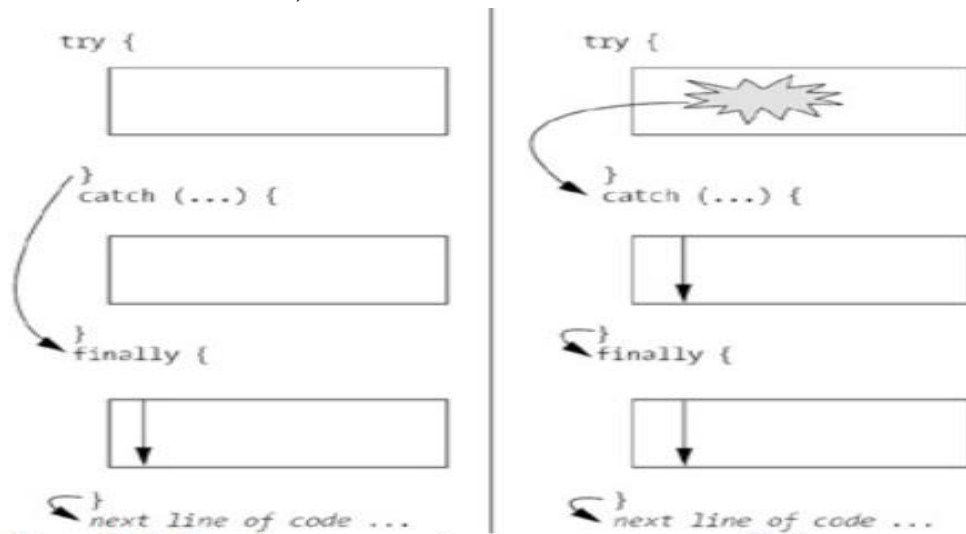 try {
}
catch (...) {
}
finally {
}
next line of code ...
try {
}
catch (...) {
}
finally {
}
next line of code ...